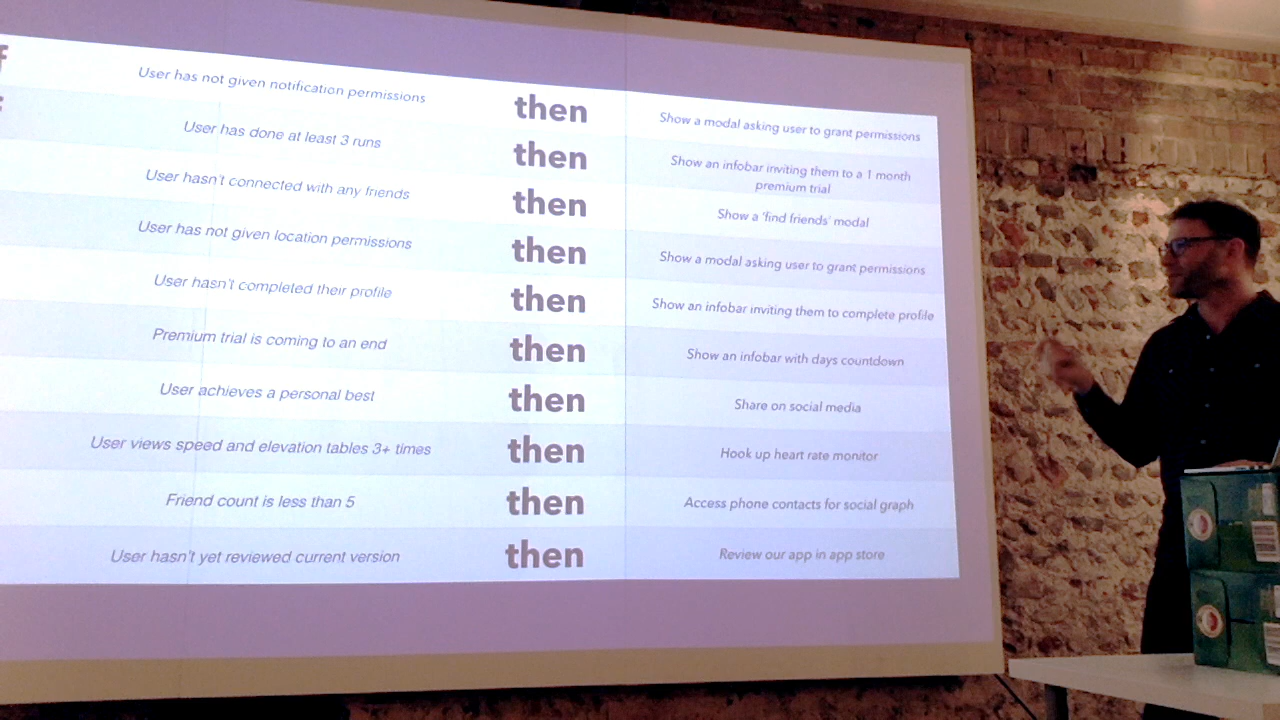 User has not given notification permissions then Show a modal asking user to grant permissions
User has done at least 3 runs then Show an infobar inviting them to a 1 month
premium trial
User hasn't connected with any friends then Show a 'find friends' modal
User has not given location permissions then Show a modal asking user to grant permissions
User hasn't completed their profile then Show an infobar inviting them to complete profile
Premium trial is coming to an end then Show an infobar with days countdown
User achieves a personal best then Share on social media
User views speed and elevation tables 3+ times then Hook up heart rate monitor
Friend count is less than 5 then Access phone contacts for social graph
User hasn't yet reviewed current version then Review our app in app store